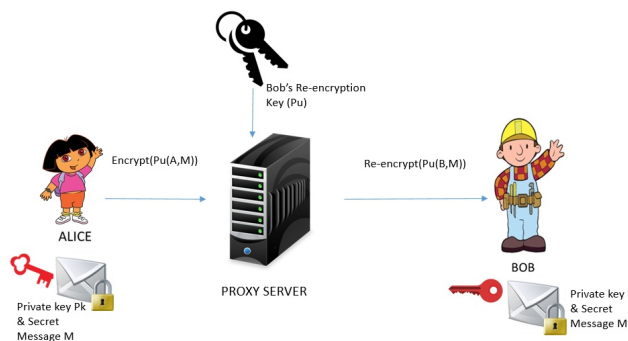 Bob's Re-encryption
Key (Pu)
Encrypt(Pu(A,M))
Re-encrypt(Pu(B,M))
ALICE
BOB
PROXY SERVER
Private key Pk
& Secret
Message M
Private key
& Secret
Message M